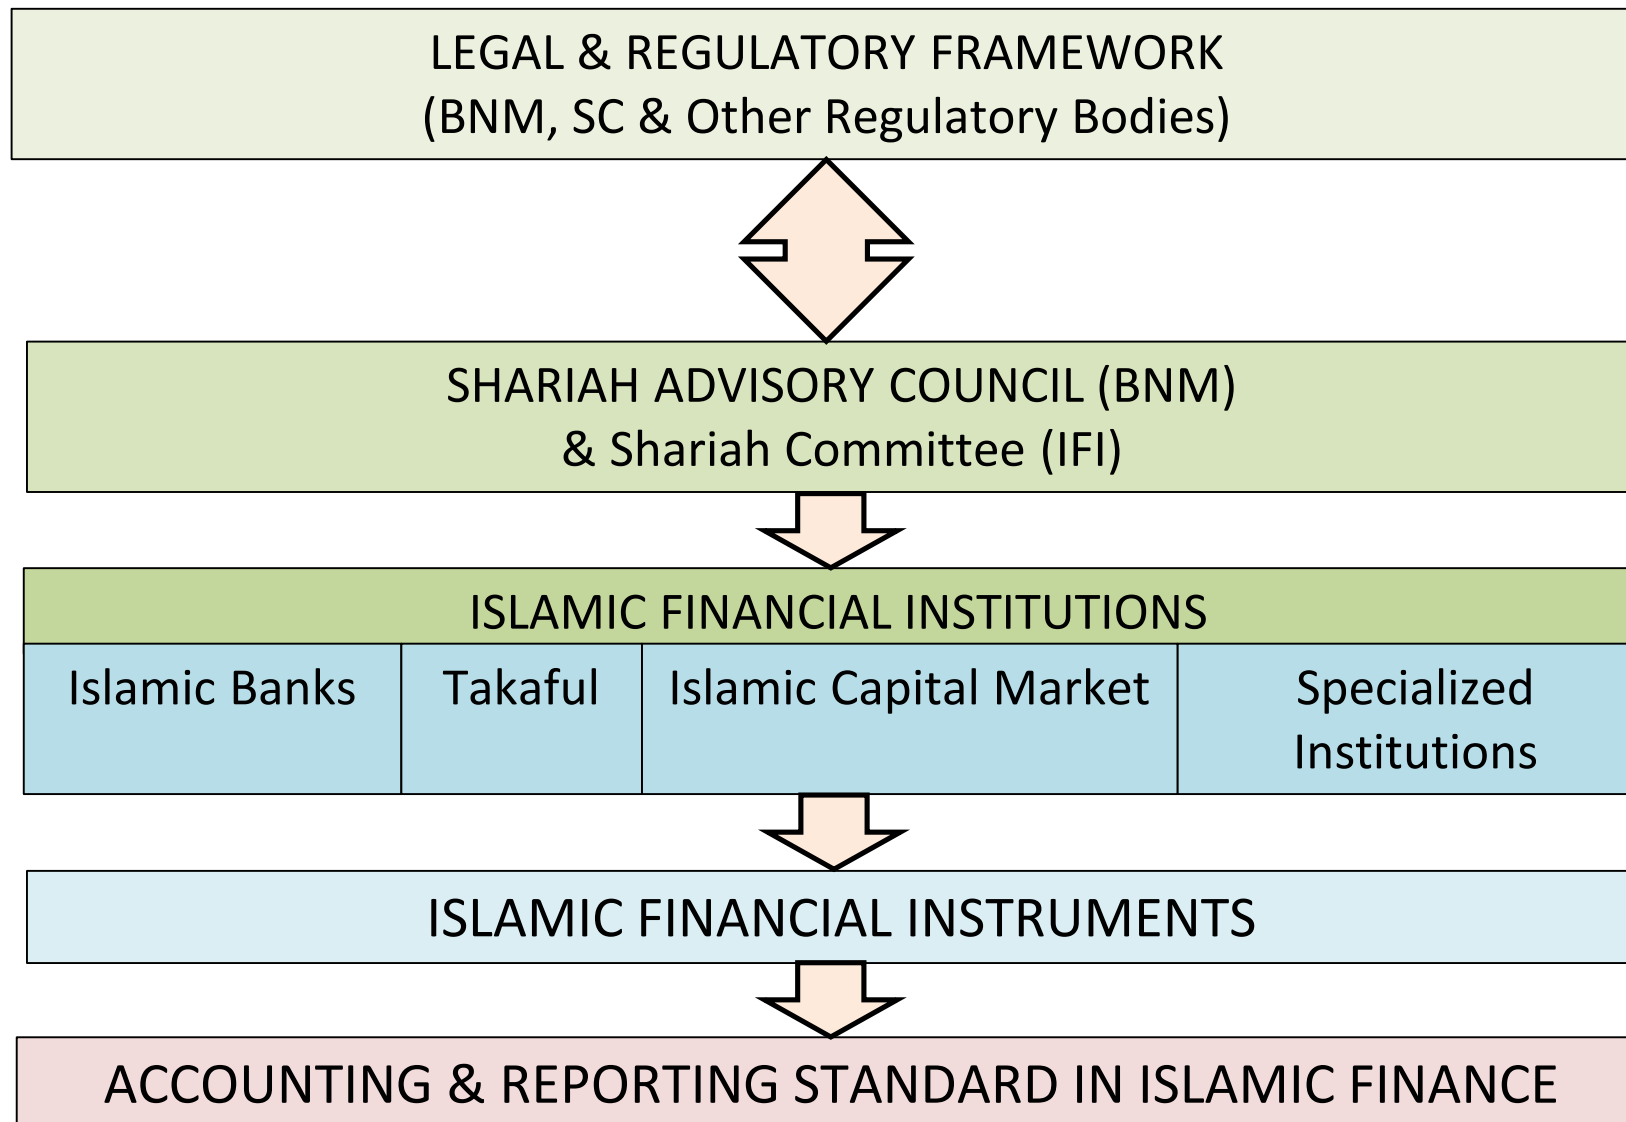 LEGAL & REGULATORY FRAMEWORK
(BNM, SC & Other Regulatory Bodies)
SHARIAH ADVISORY COUNCIL (BNM)
& Shariah Committee (IFI)
ISLAMIC FINANCIAL INSTITUTIONS
Islamic Banks
Takaful
Islamic Capital Market
Specialized
Institutions
ISLAMIC FINANCIAL INSTRUMENTS
ACCOUNTING & REPORTING STANDARD IN ISLAMIC FINANCE